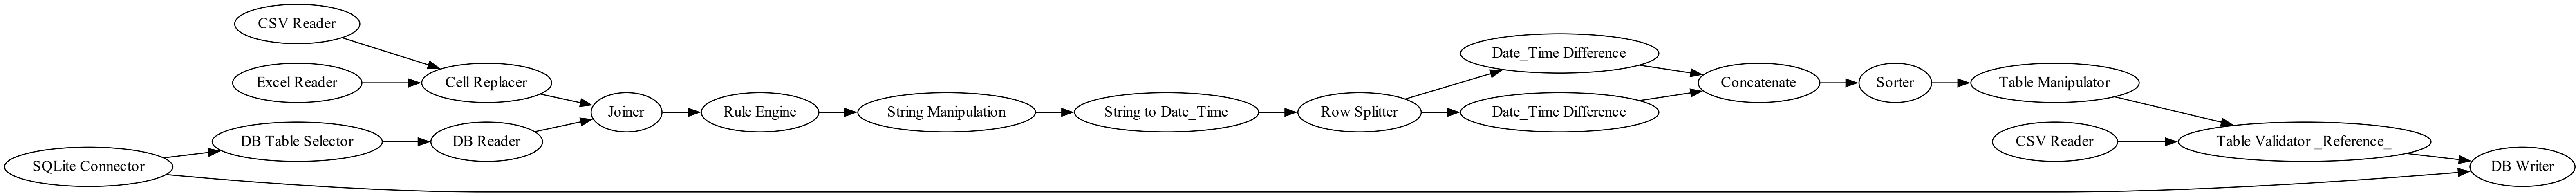 CSV Reader
Excel Reader
Cell Replacer
SQLite Connector
DB Table Selector
DB Reader
Joiner
Rule Engine
String Manipulation
String to Date_Time
Row Splitter
Date_Time Difference
Date_Time Difference
Concatenate
Sorter
Table Manipulator
CSV Reader
Table Validator _Reference_
DB Writer